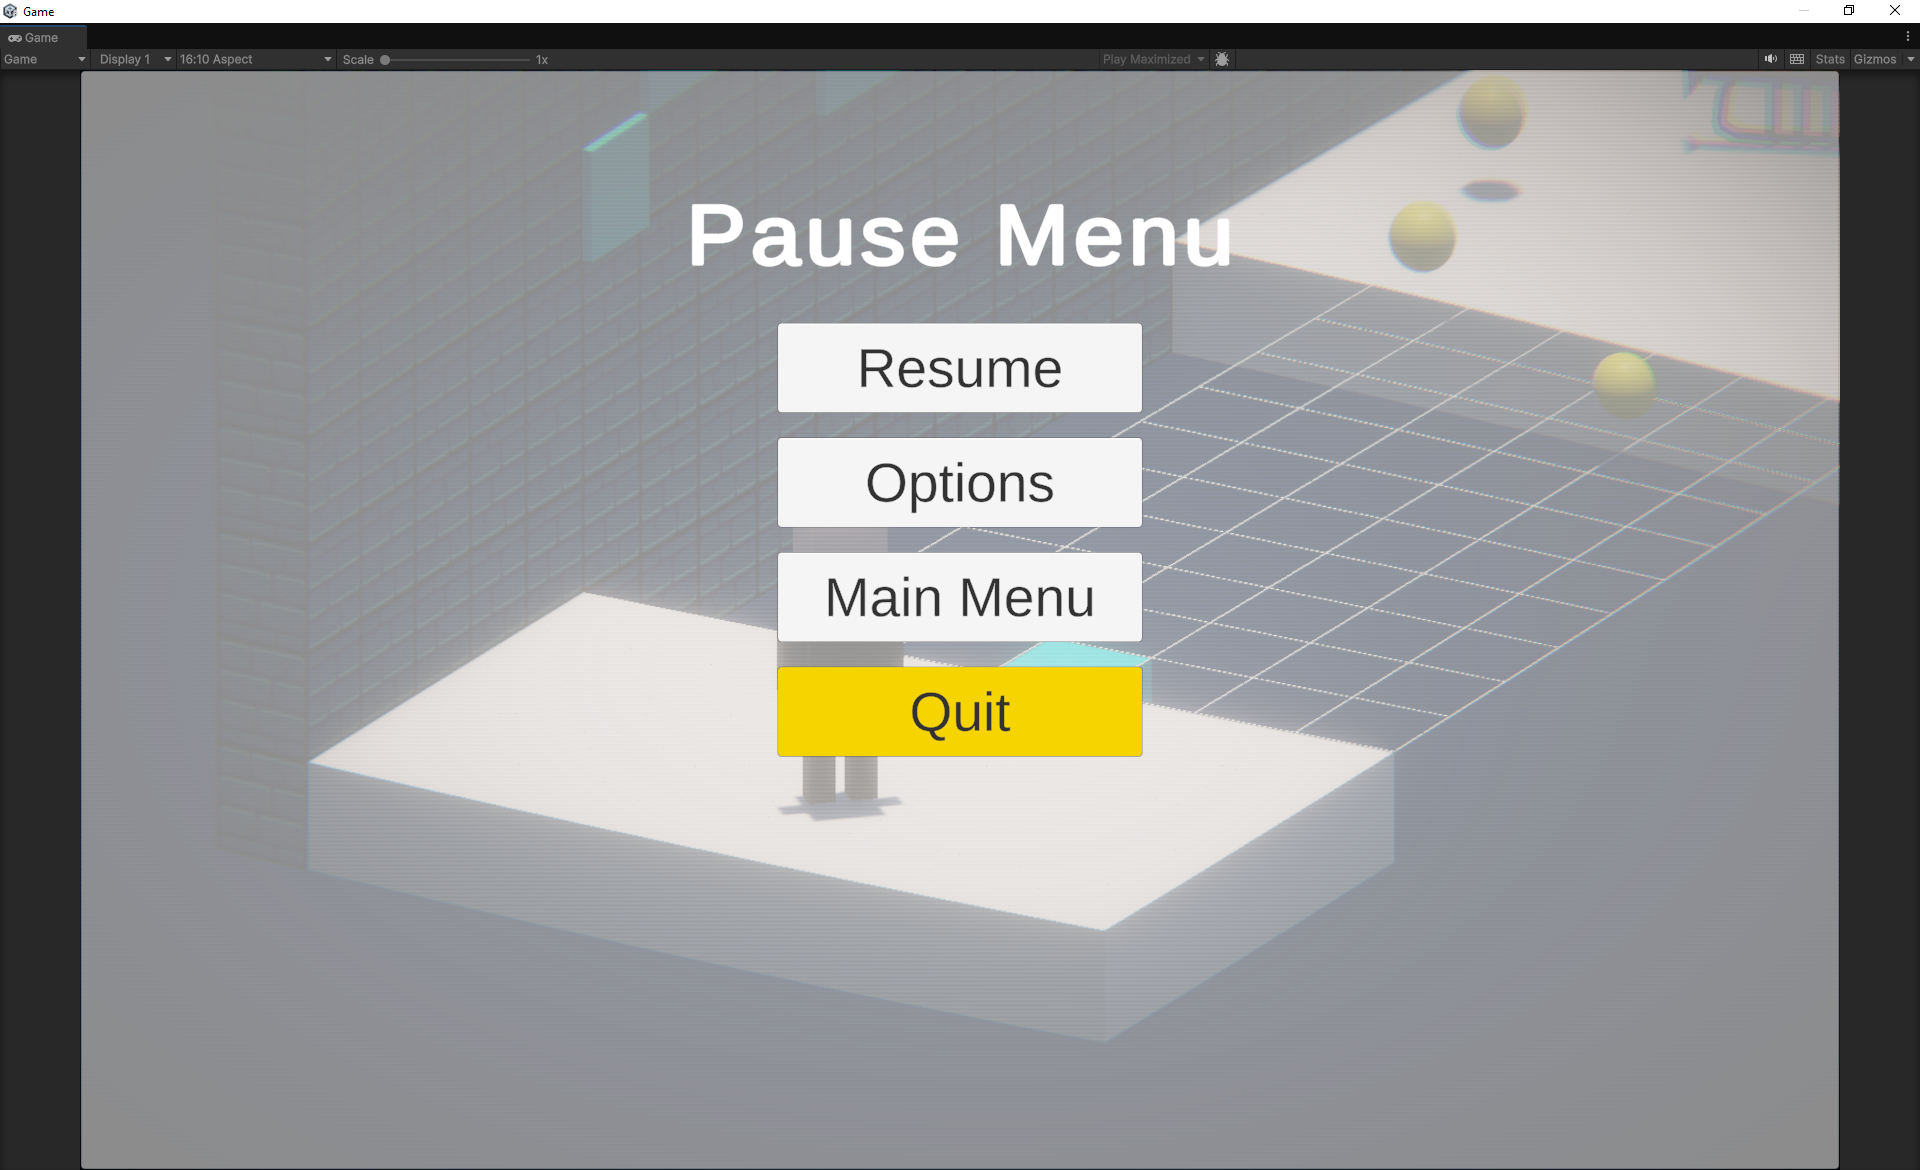 Game
Game
Game Display 1 16:10 Aspect Scale 1x Play Maximized Stats Gizmos
Pause Menu
Resume
Options
Main Menu
Quit